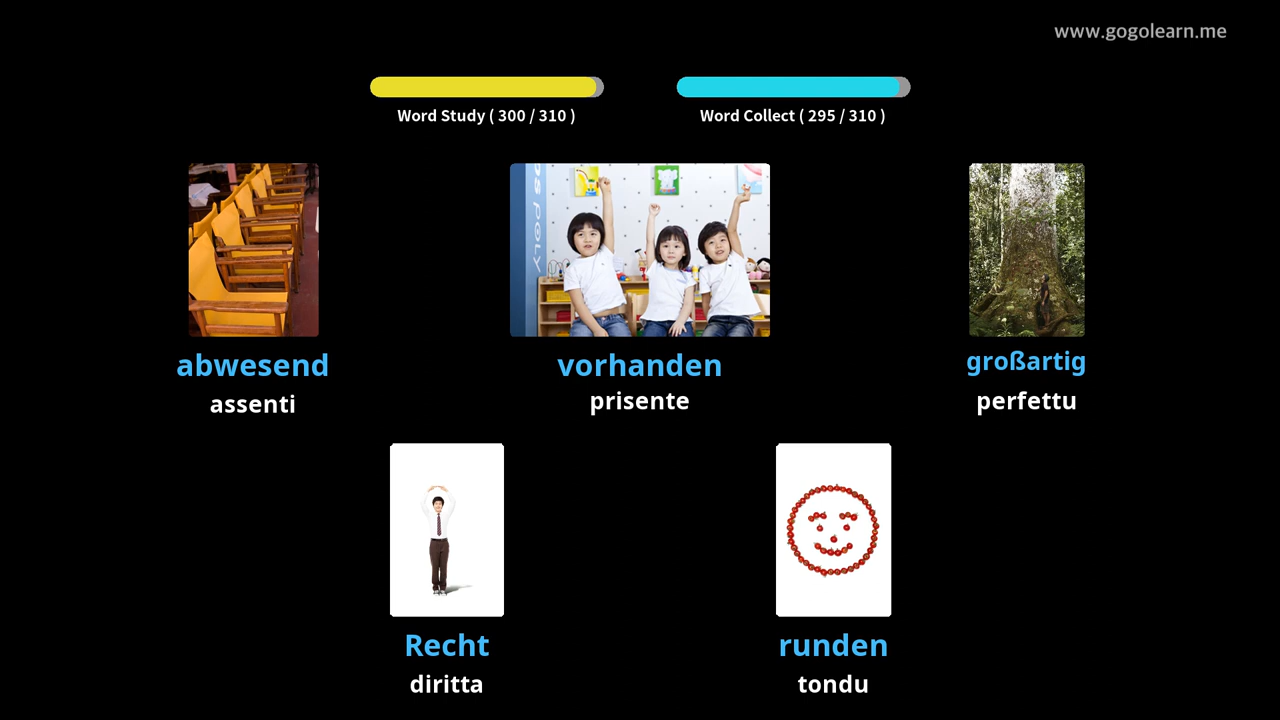 www.gogolearn.me
Word Study ( 300 / 310 )
Word Collect ( 295 / 310 )
abwesend
assenti
vorhanden
prisente
großartig
perfettu
Recht
diritta
runden
tondu